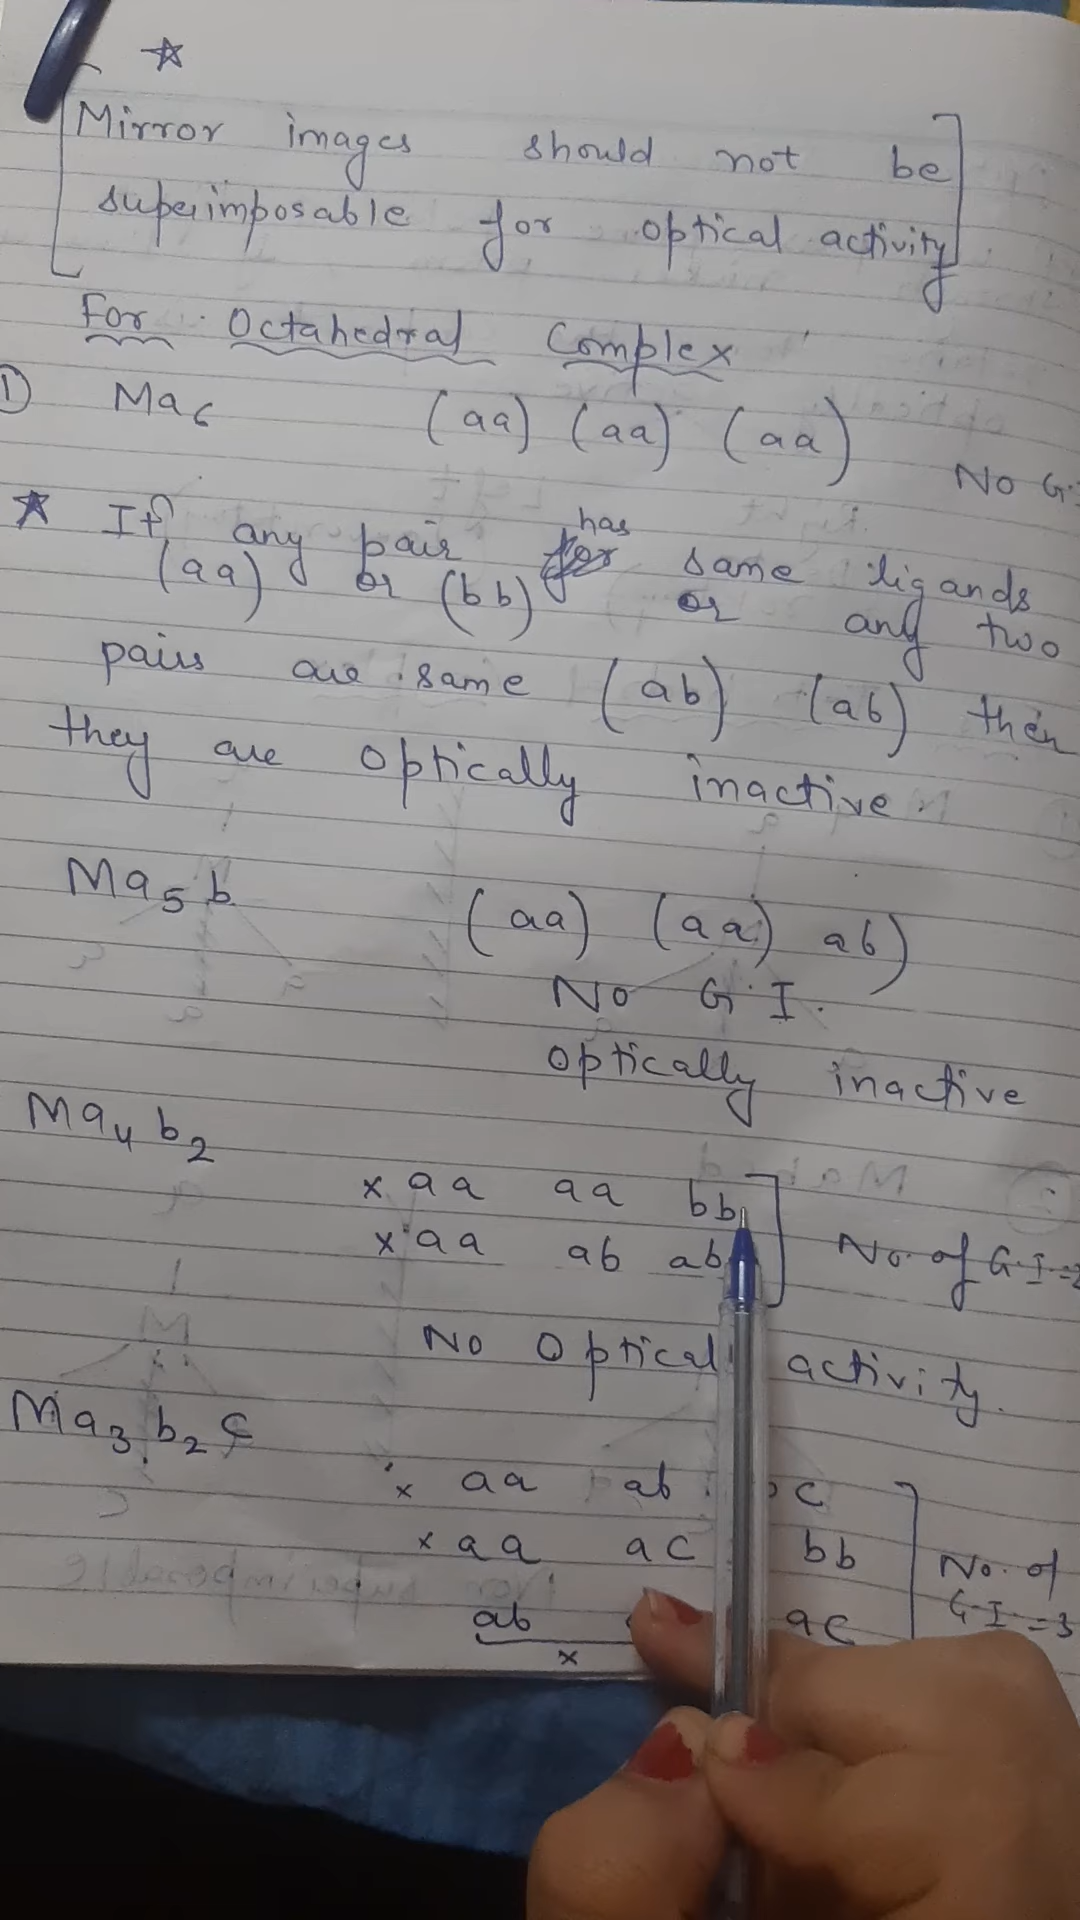 ☆
Mirror images should not be
superimposable for optical activity
For Octahedral Complex
① Ma₆ (aa) (aa) (aa)
No G.
☆ If any pair has same ligands
(aa) or (bb) or any two
pairs are same (ab) (ab) then
they are optically inactive.
Ma₅b (aa) (aa) ab)
No G.I.
optically inactive
Ma₄b₂
x aa aa bb
x aa ab ab
No. of G.I=2
No Optical activity.
Ma₃b₂c
x aa ab c
x aa ac bb
No. of
G.I=3
ab ac
x